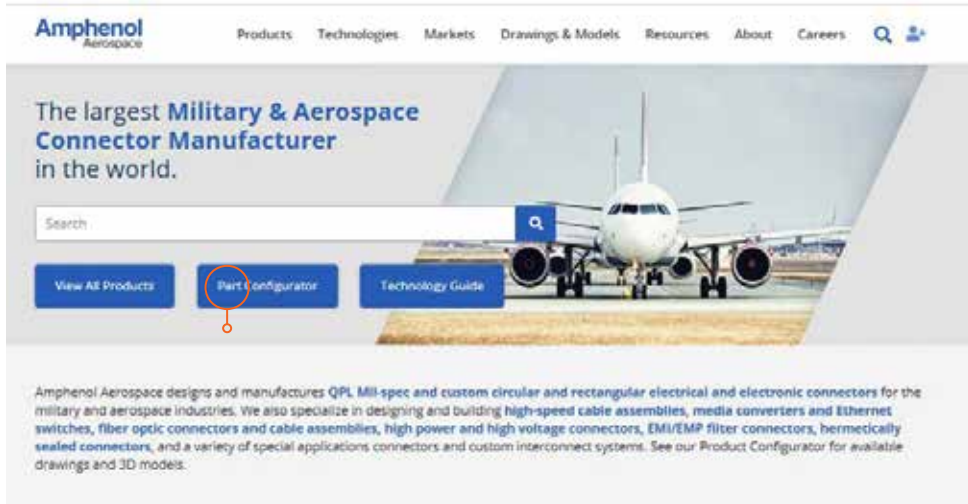 Amphenol
Aerospace
Products Technologies Markets Drawings & Models Resources About Careers
The largest Military & Aerospace
Connector Manufacturer
in the world.
Search
View All Products Part Configurator Technology Guide
Amphenol Aerospace designs and manufactures QPL Mil-spec and custom circular and rectangular electrical and electronic connectors for the
military and aerospace industries. We also specialize in designing and building high-speed cable assemblies, media converters and Ethernet
switches, fiber optic connectors and cable assemblies, high power and high voltage connectors, EMI/EMP filter connectors, hermetically
sealed connectors, and a variety of special applications connectors and custom interconnect systems. See our Product Configurator for available
drawings and 3D models.